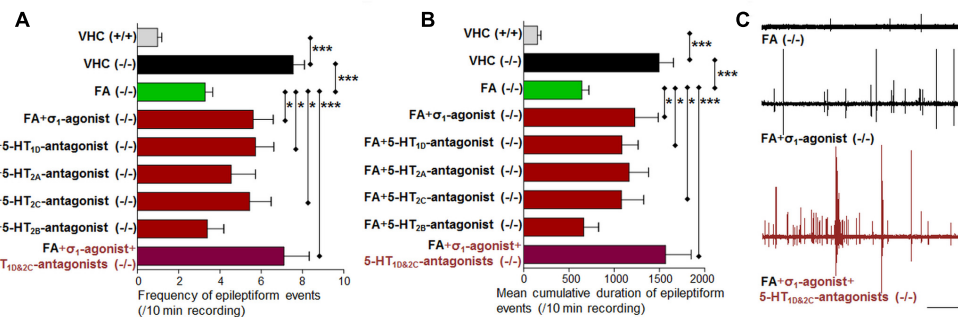 A
VHC (+/+)
VHC (-/-)
FA (-/-)
FA+σ1-agonist (-/-)
+5-HT1D-antagonist (-/-)
+5-HT2A-antagonist (-/-)
+5-HT2C-antagonist (-/-)
+5-HT2B-antagonist (-/-)
FA+σ1-agonist+
T1D&2C-antagonists (-/-)
***
***
* * * ***
0 2 4 6 8 10
Frequency of epileptiform events
(/10 min recording)
B
VHC (+/+)
VHC (-/-)
FA (-/-)
FA+σ1-agonist (-/-)
FA+5-HT1D-antagonist (-/-)
FA+5-HT2A-antagonist (-/-)
FA+5-HT2C-antagonist (-/-)
FA+5-HT2B-antagonist (-/-)
FA+σ1-agonist+
5-HT1D&2C-antagonists (-/-)
***
***
* * * ***
0 500 1000 1500 2000
Mean cumulative duration of epileptiform
events (/10 min recording)
C
FA (-/-)
FA+σ1-agonist (-/-)
FA+σ1-agonist+
5-HT1D&2C-antagonists (-/-)